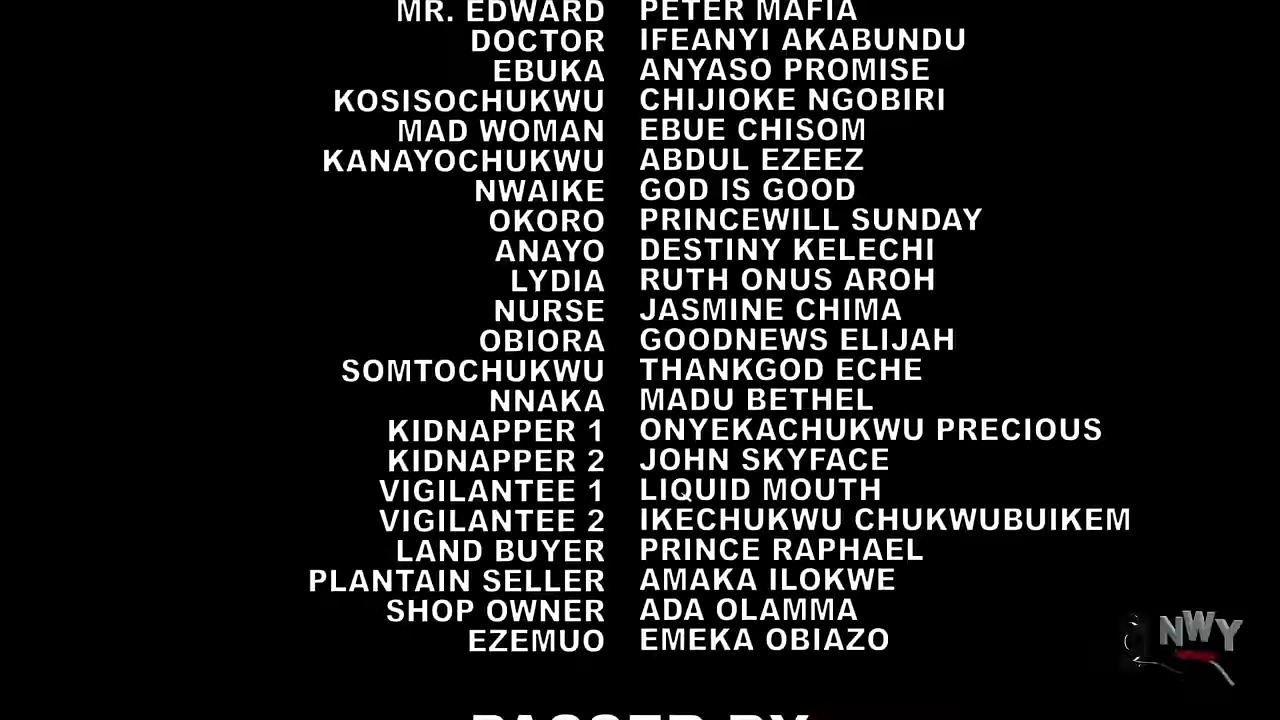 MR. EDWARD PETER MAFIA
DOCTOR IFEANYI AKABUNDU
EBUKA ANYASO PROMISE
KOSISOCHUKWU CHIJIOKE NGOBIRI
MAD WOMAN EBUE CHISOM
KANAYOCHUKWU ABDUL EZEEZ
NWAIKE GOD IS GOOD
OKORO PRINCEWILL SUNDAY
ANAYO DESTINY KELECHI
LYDIA RUTH ONUS AROH
NURSE JASMINE CHIMA
OBIORA GOODNEWS ELIJAH
SOMTOCHUKWU THANKGOD ECHE
NNAKA MADU BETHEL
KIDNAPPER 1 ONYEKACHUKWU PRECIOUS
KIDNAPPER 2 JOHN SKYFACE
VIGILANTEE 1 LIQUID MOUTH
VIGILANTEE 2 IKECHUKWU CHUKWUBUIKEM
LAND BUYER PRINCE RAPHAEL
PLANTAIN SELLER AMAKA ILOKWE
SHOP OWNER ADA OLAMMA
EZEMUO EMEKA OBIAZO
NWY